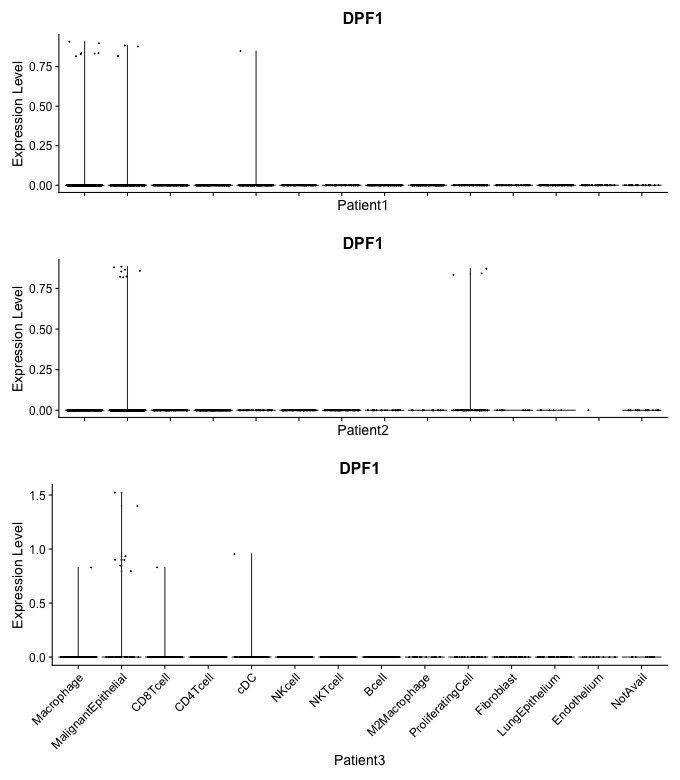 DPF1
Expression Level
0.75
0.50
0.25
0.00
Patient1
DPF1
Expression Level
0.75
0.50
0.25
0.00
Patient2
DPF1
Expression Level
1.5
1.0
0.5
0.0
Macrophage
MalignantEpithelial
CD8Tcell
CD4Tcell
cDC
NKcell
NKTcell
Bcell
M2Macrophage
ProliferatingCell
Fibroblast
LungEpithelium
Endothelium
NotAvail
Patient3